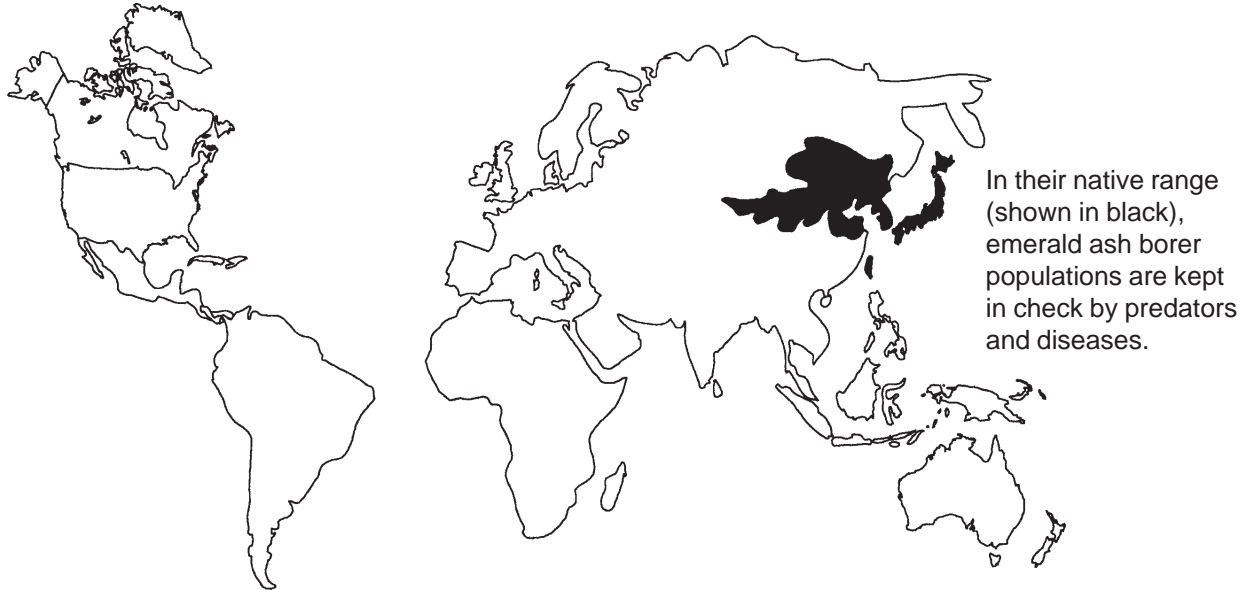 In their native range
(shown in black),
emerald ash borer
populations are kept
in check by predators
and diseases.